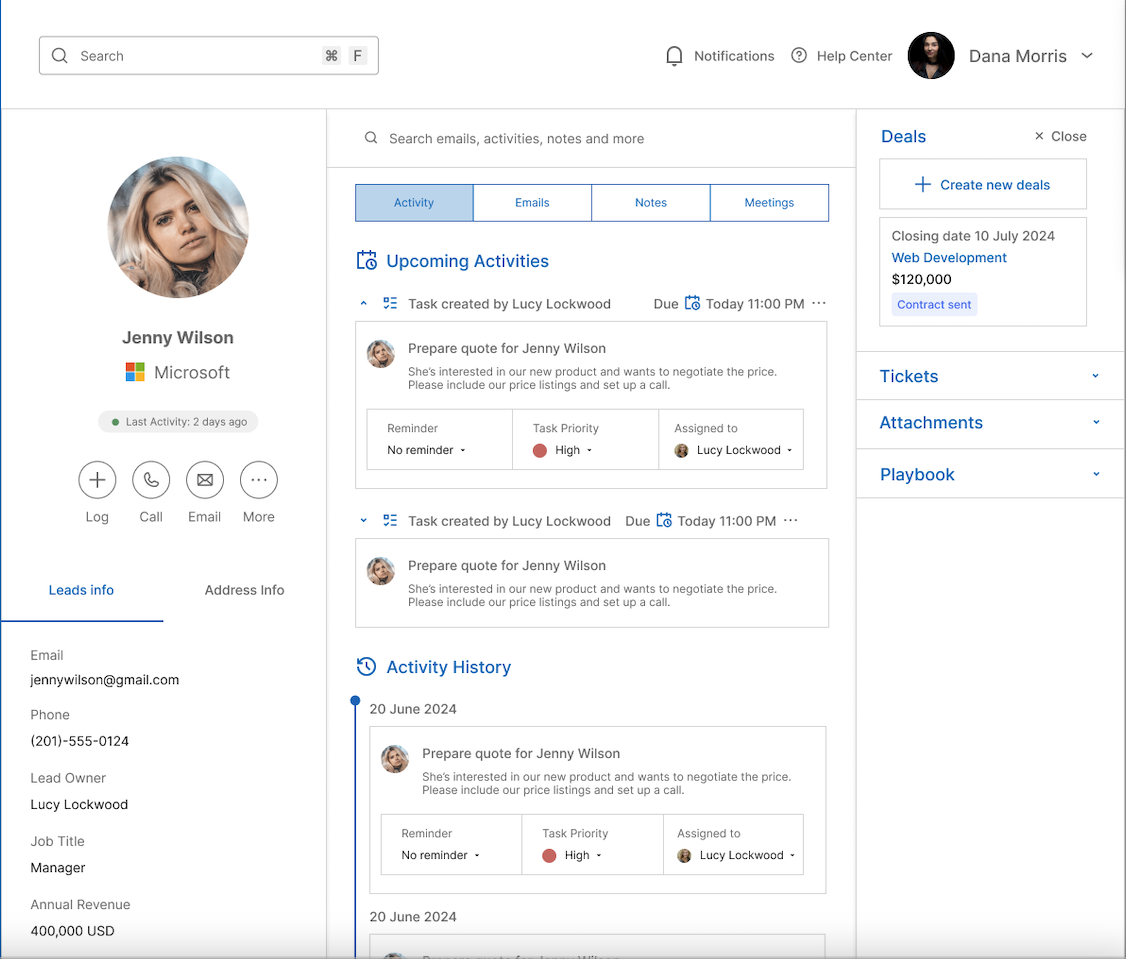 Search ⌘ F
Notifications
Help Center
Dana Morris
Jenny Wilson
Microsoft
Last Activity: 2 days ago
Log Call Email More
Leads info Address Info
Email
jennywilson@gmail.com
Phone
(201)-555-0124
Lead Owner
Lucy Lockwood
Job Title
Manager
Annual Revenue
400,000 USD
Search emails, activities, notes and more
Activity Emails Notes Meetings
Upcoming Activities
Task created by Lucy Lockwood Due Today 11:00 PM
Prepare quote for Jenny Wilson
She’s interested in our new product and wants to negotiate the price.
Please include our price listings and set up a call.
Reminder Task Priority Assigned to
No reminder High Lucy Lockwood
Task created by Lucy Lockwood Due Today 11:00 PM
Prepare quote for Jenny Wilson
She’s interested in our new product and wants to negotiate the price.
Please include our price listings and set up a call.
Activity History
20 June 2024
Prepare quote for Jenny Wilson
She’s interested in our new product and wants to negotiate the price.
Please include our price listings and set up a call.
Reminder Task Priority Assigned to
No reminder High Lucy Lockwood
20 June 2024
Deals
Close
Create new deals
Closing date 10 July 2024
Web Development
$120,000
Contract sent
Tickets
Attachments
Playbook